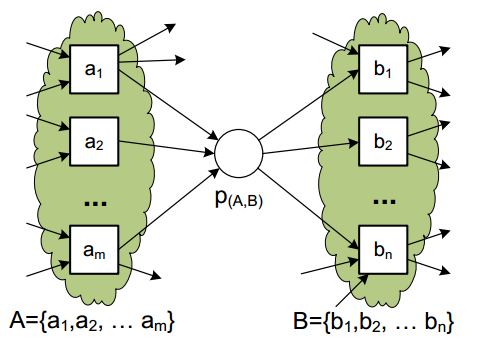 a₁
a₂
...
aₘ
p₍A,B₎
b₁
b₂
...
bₙ
A={a₁,a₂, ... aₘ}
B={b₁,b₂, ... bₙ}